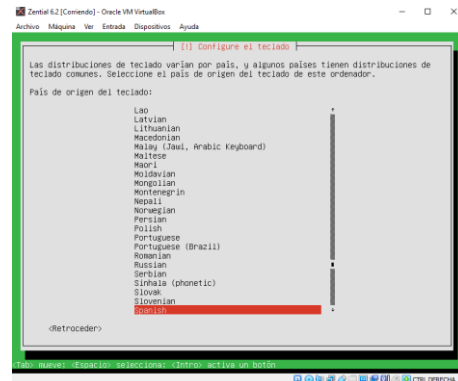 Zential 6.2 [Corriendo] - Oracle VM VirtualBox
Archivo Máquina Ver Entrada Dispositivos Ayuda
[!] Configure el teclado
Las distribuciones de teclado varían por país, y algunos países tienen distribuciones de
teclado comunes. Seleccione el país de origen del teclado de este ordenador.
País de origen del teclado:
Lao
Latvian
Lithuanian
Macedonian
Malay (Jawi, Arabic Keyboard)
Maltese
Maori
Moldavian
Mongolian
Montenegrin
Nepali
Norwegian
Persian
Polish
Portuguese
Portuguese (Brazil)
Romanian
Russian
Serbian
Sinhala (phonetic)
Slovak
Slovenian
Spanish
<Retroceder>
<Tab> mueve; <Espacio> selecciona; <Intro> activa un botón
CTRL DERECHA